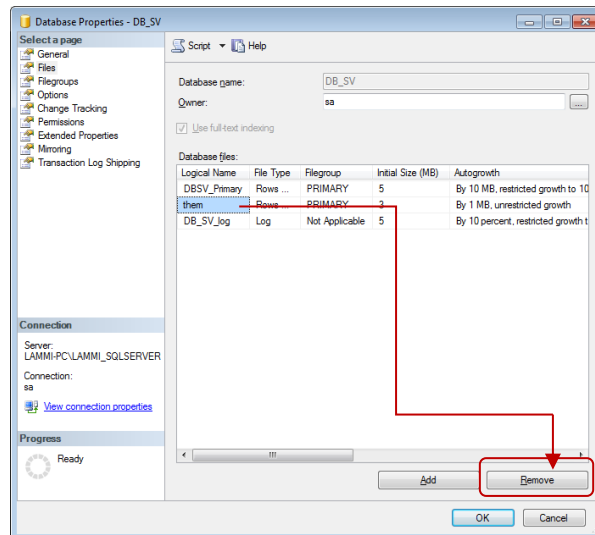 Database Properties - DB_SV
Select a page
General
Files
Filegroups
Options
Change Tracking
Permissions
Extended Properties
Mirroring
Transaction Log Shipping
Script Help
Database name: DB_SV
Owner: sa ...
Use full-text indexing
Database files:
Logical Name File Type Filegroup Initial Size (MB) Autogrowth
DBSV_Primary Rows ... PRIMARY 5 By 10 MB, restricted growth to 10
them Rows ... PRIMARY 3 By 1 MB, unrestricted growth
DB_SV_log Log Not Applicable 5 By 10 percent, restricted growth t
Connection
Server:
LAMMI-PC\LAMMI_SQLSERVER
Connection:
sa
View connection properties
Progress
Ready
Add Remove
OK Cancel